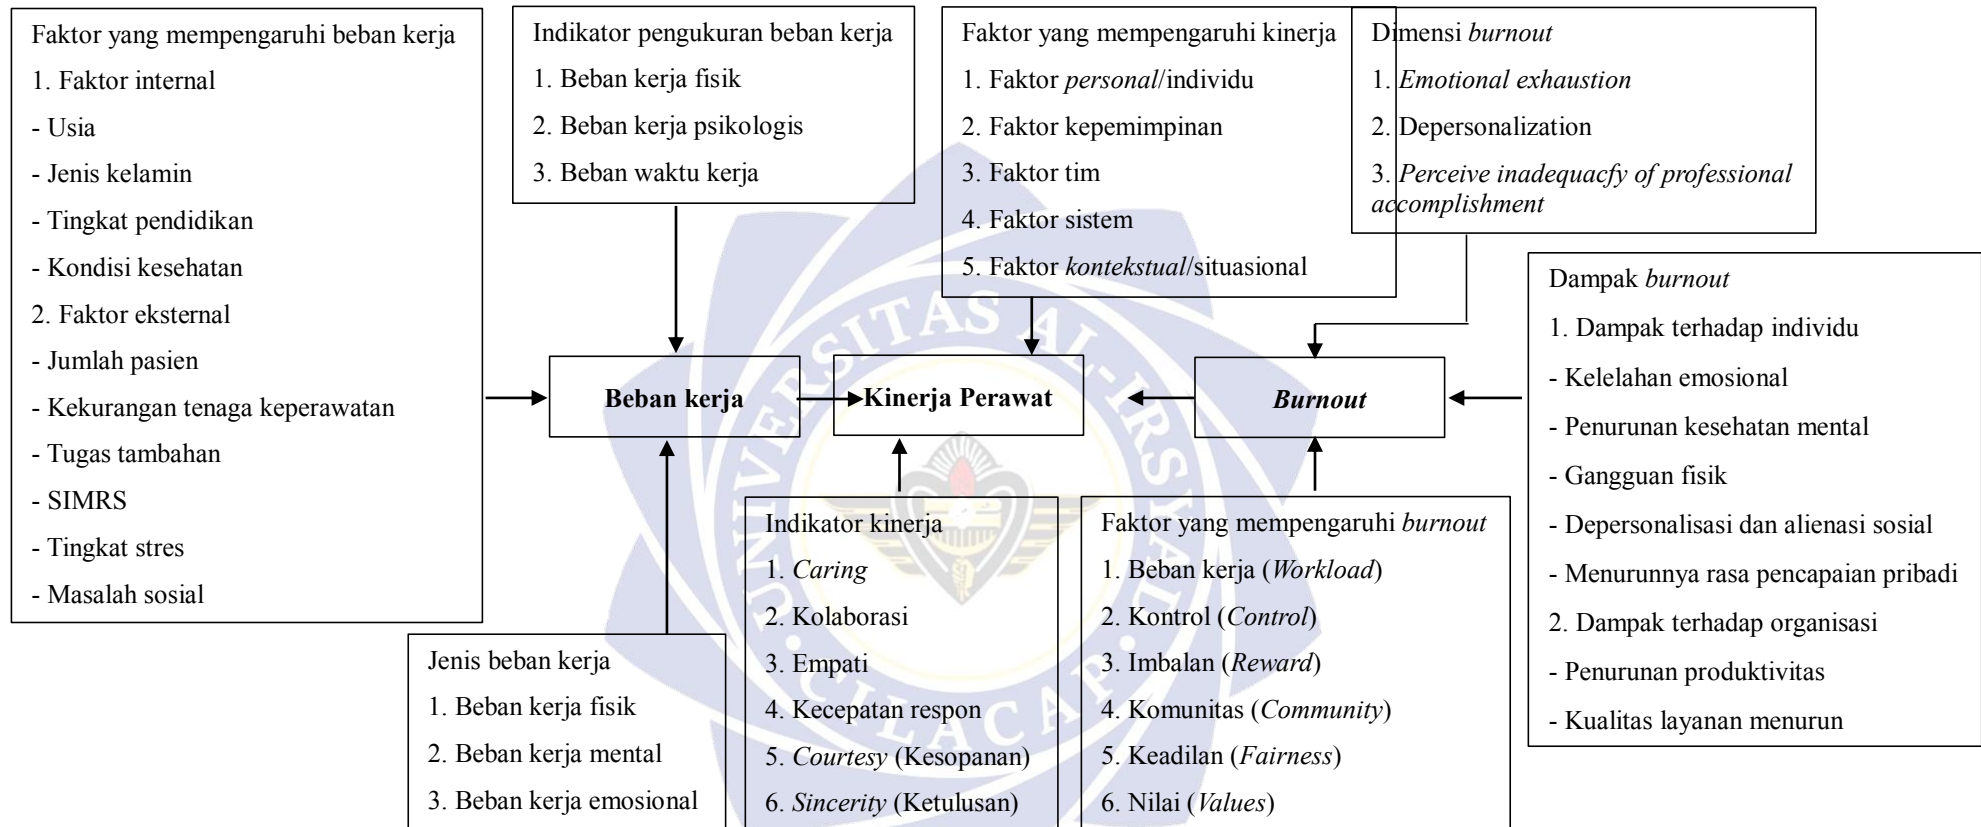 Faktor yang mempengaruhi beban kerja
1. Faktor internal
- Usia
- Jenis kelamin
- Tingkat pendidikan
- Kondisi kesehatan
2. Faktor eksternal
- Jumlah pasien
- Kekurangan tenaga keperawatan
- Tugas tambahan
- SIMRS
- Tingkat stres
- Masalah sosial
Indikator pengukuran beban kerja
1. Beban kerja fisik
2. Beban kerja psikologis
3. Beban waktu kerja
Faktor yang mempengaruhi kinerja
1. Faktor personal/individu
2. Faktor kepemimpinan
3. Faktor tim
4. Faktor sistem
5. Faktor kontekstual/situasional
Dimensi burnout
1. Emotional exhaustion
2. Depersonalization
3. Perceive inadequacfy of professional
accomplishment
Beban kerja
Kinerja Perawat
Burnout
Dampak burnout
1. Dampak terhadap individu
- Kelelahan emosional
- Penurunan kesehatan mental
- Gangguan fisik
- Depersonalisasi dan alienasi sosial
- Menurunnya rasa pencapaian pribadi
2. Dampak terhadap organisasi
- Penurunan produktivitas
- Kualitas layanan menurun
Jenis beban kerja
1. Beban kerja fisik
2. Beban kerja mental
3. Beban kerja emosional
Indikator kinerja
1. Caring
2. Kolaborasi
3. Empati
4. Kecepatan respon
5. Courtesy (Kesopanan)
6. Sincerity (Ketulusan)
Faktor yang mempengaruhi burnout
1. Beban kerja (Workload)
2. Kontrol (Control)
3. Imbalan (Reward)
4. Komunitas (Community)
5. Keadilan (Fairness)
6. Nilai (Values)
UNIVERSITAS AL-IRSYAD
CILACAP